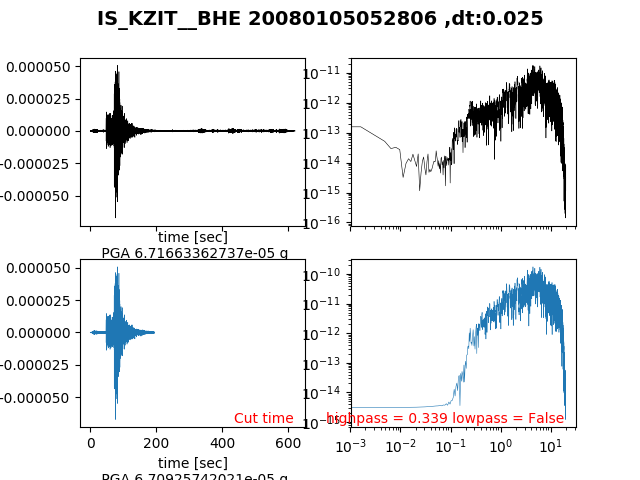 IS_KZIT__BHE 20080105052806 ,dt:0.025
0.000050
0.000025
0.000000
-0.000025
-0.000050
10−11
10−12
10−13
10−14
10−15
10−16
time [sec]
PGA 6.71663362737e-05 g
0.000050
0.000025
0.000000
-0.000025
-0.000050
10−10
10−11
10−12
10−13
10−14
10−15
Cut time
highpass = 0.339 lowpass = False
0 200 400 600
10−3 10−2 10−1 100 101
time [sec]
PGA 6.70925742021e-05 g